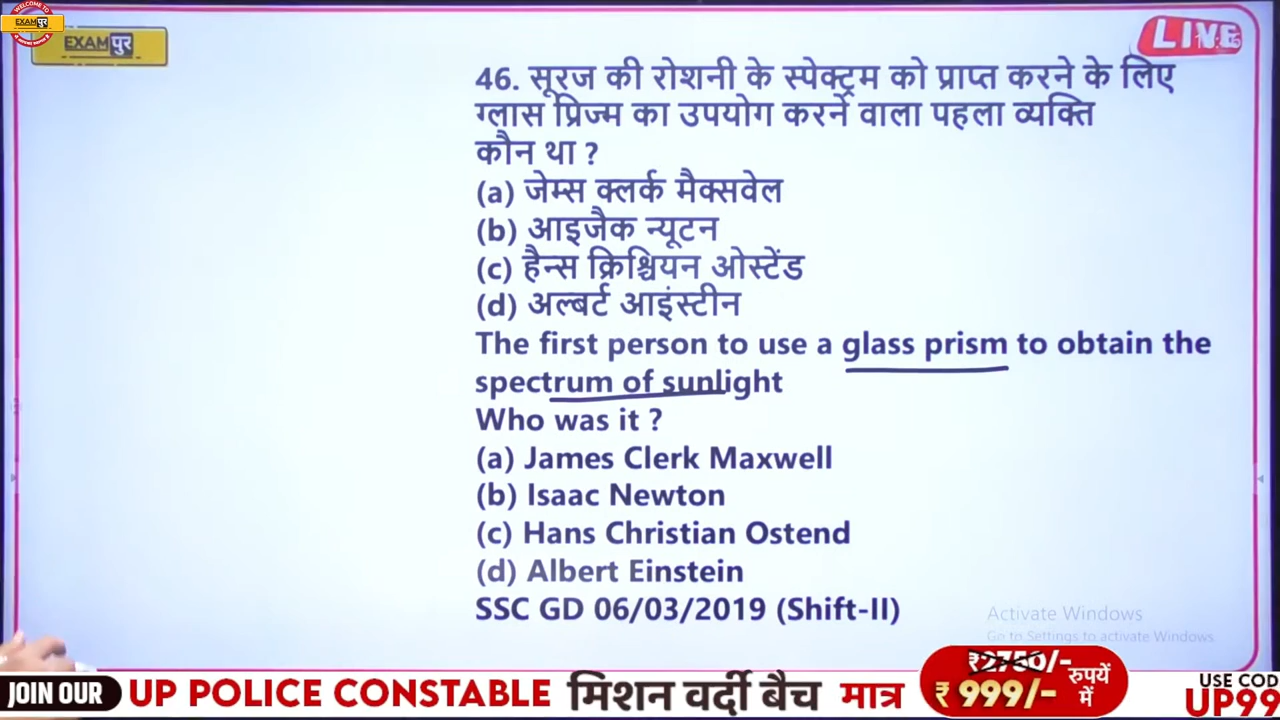 WELCOME TO
EXAMपुर
EXAMपुर
LIVE
46. सूरज की रोशनी के स्पेक्ट्रम को प्राप्त करने के लिए
ग्लास प्रिज्म का उपयोग करने वाला पहला व्यक्ति
कौन था ?
(a) जेम्स क्लर्क मैक्सवेल
(b) आइजैक न्यूटन
(c) हैन्स क्रिश्चियन ओस्टेंड
(d) अल्बर्ट आइंस्टीन
The first person to use a glass prism to obtain the
spectrum of sunlight
Who was it ?
(a) James Clerk Maxwell
(b) Isaac Newton
(c) Hans Christian Ostend
(d) Albert Einstein
SSC GD 06/03/2019 (Shift-II)
Activate Windows
Go to Settings to activate Windows.
JOIN OUR UP POLICE CONSTABLE मिशन वर्दी बैच मात्र
₹2750/-
₹ 999/-
रुपयें
में
USE COD
UP99